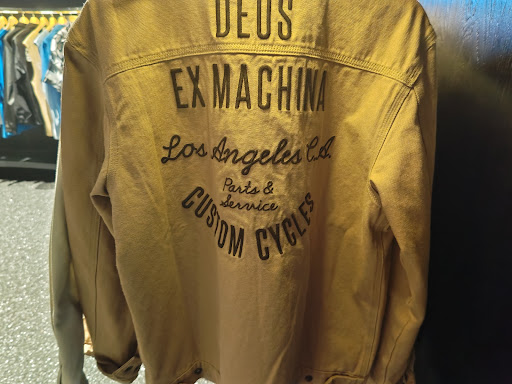 DEUS
EX MACHINA
Los Angeles C.A.
Parts &
Service
CUSTOM CYCLES